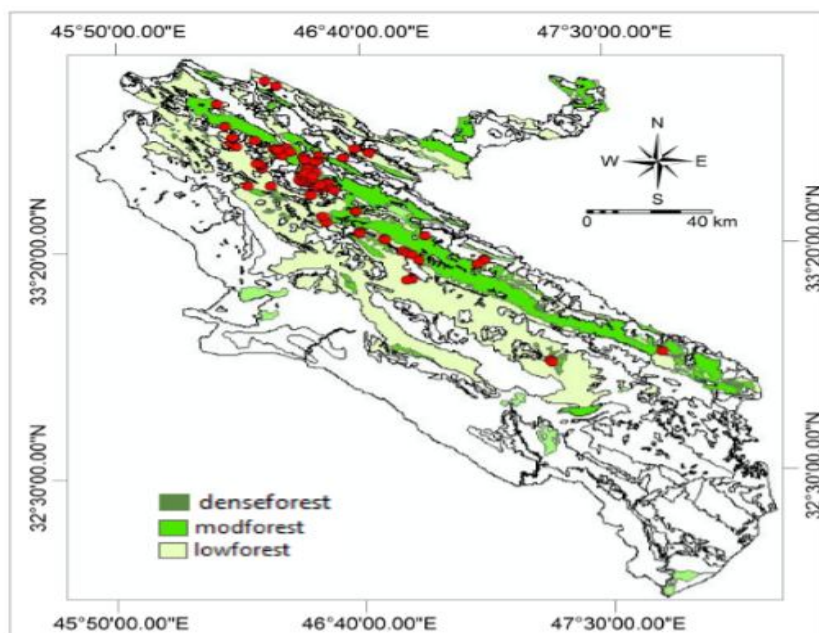 45°50'00.00"E 46°40'00.00"E 47°30'00.00"E
N
W E
S
0 40 km
33°20'00.00"N 33°20'00.00"N
32°30'00.00"N 32°30'00.00"N
denseforest
modforest
lowforest
45°50'00.00"E 46°40'00.00"E 47°30'00.00"E